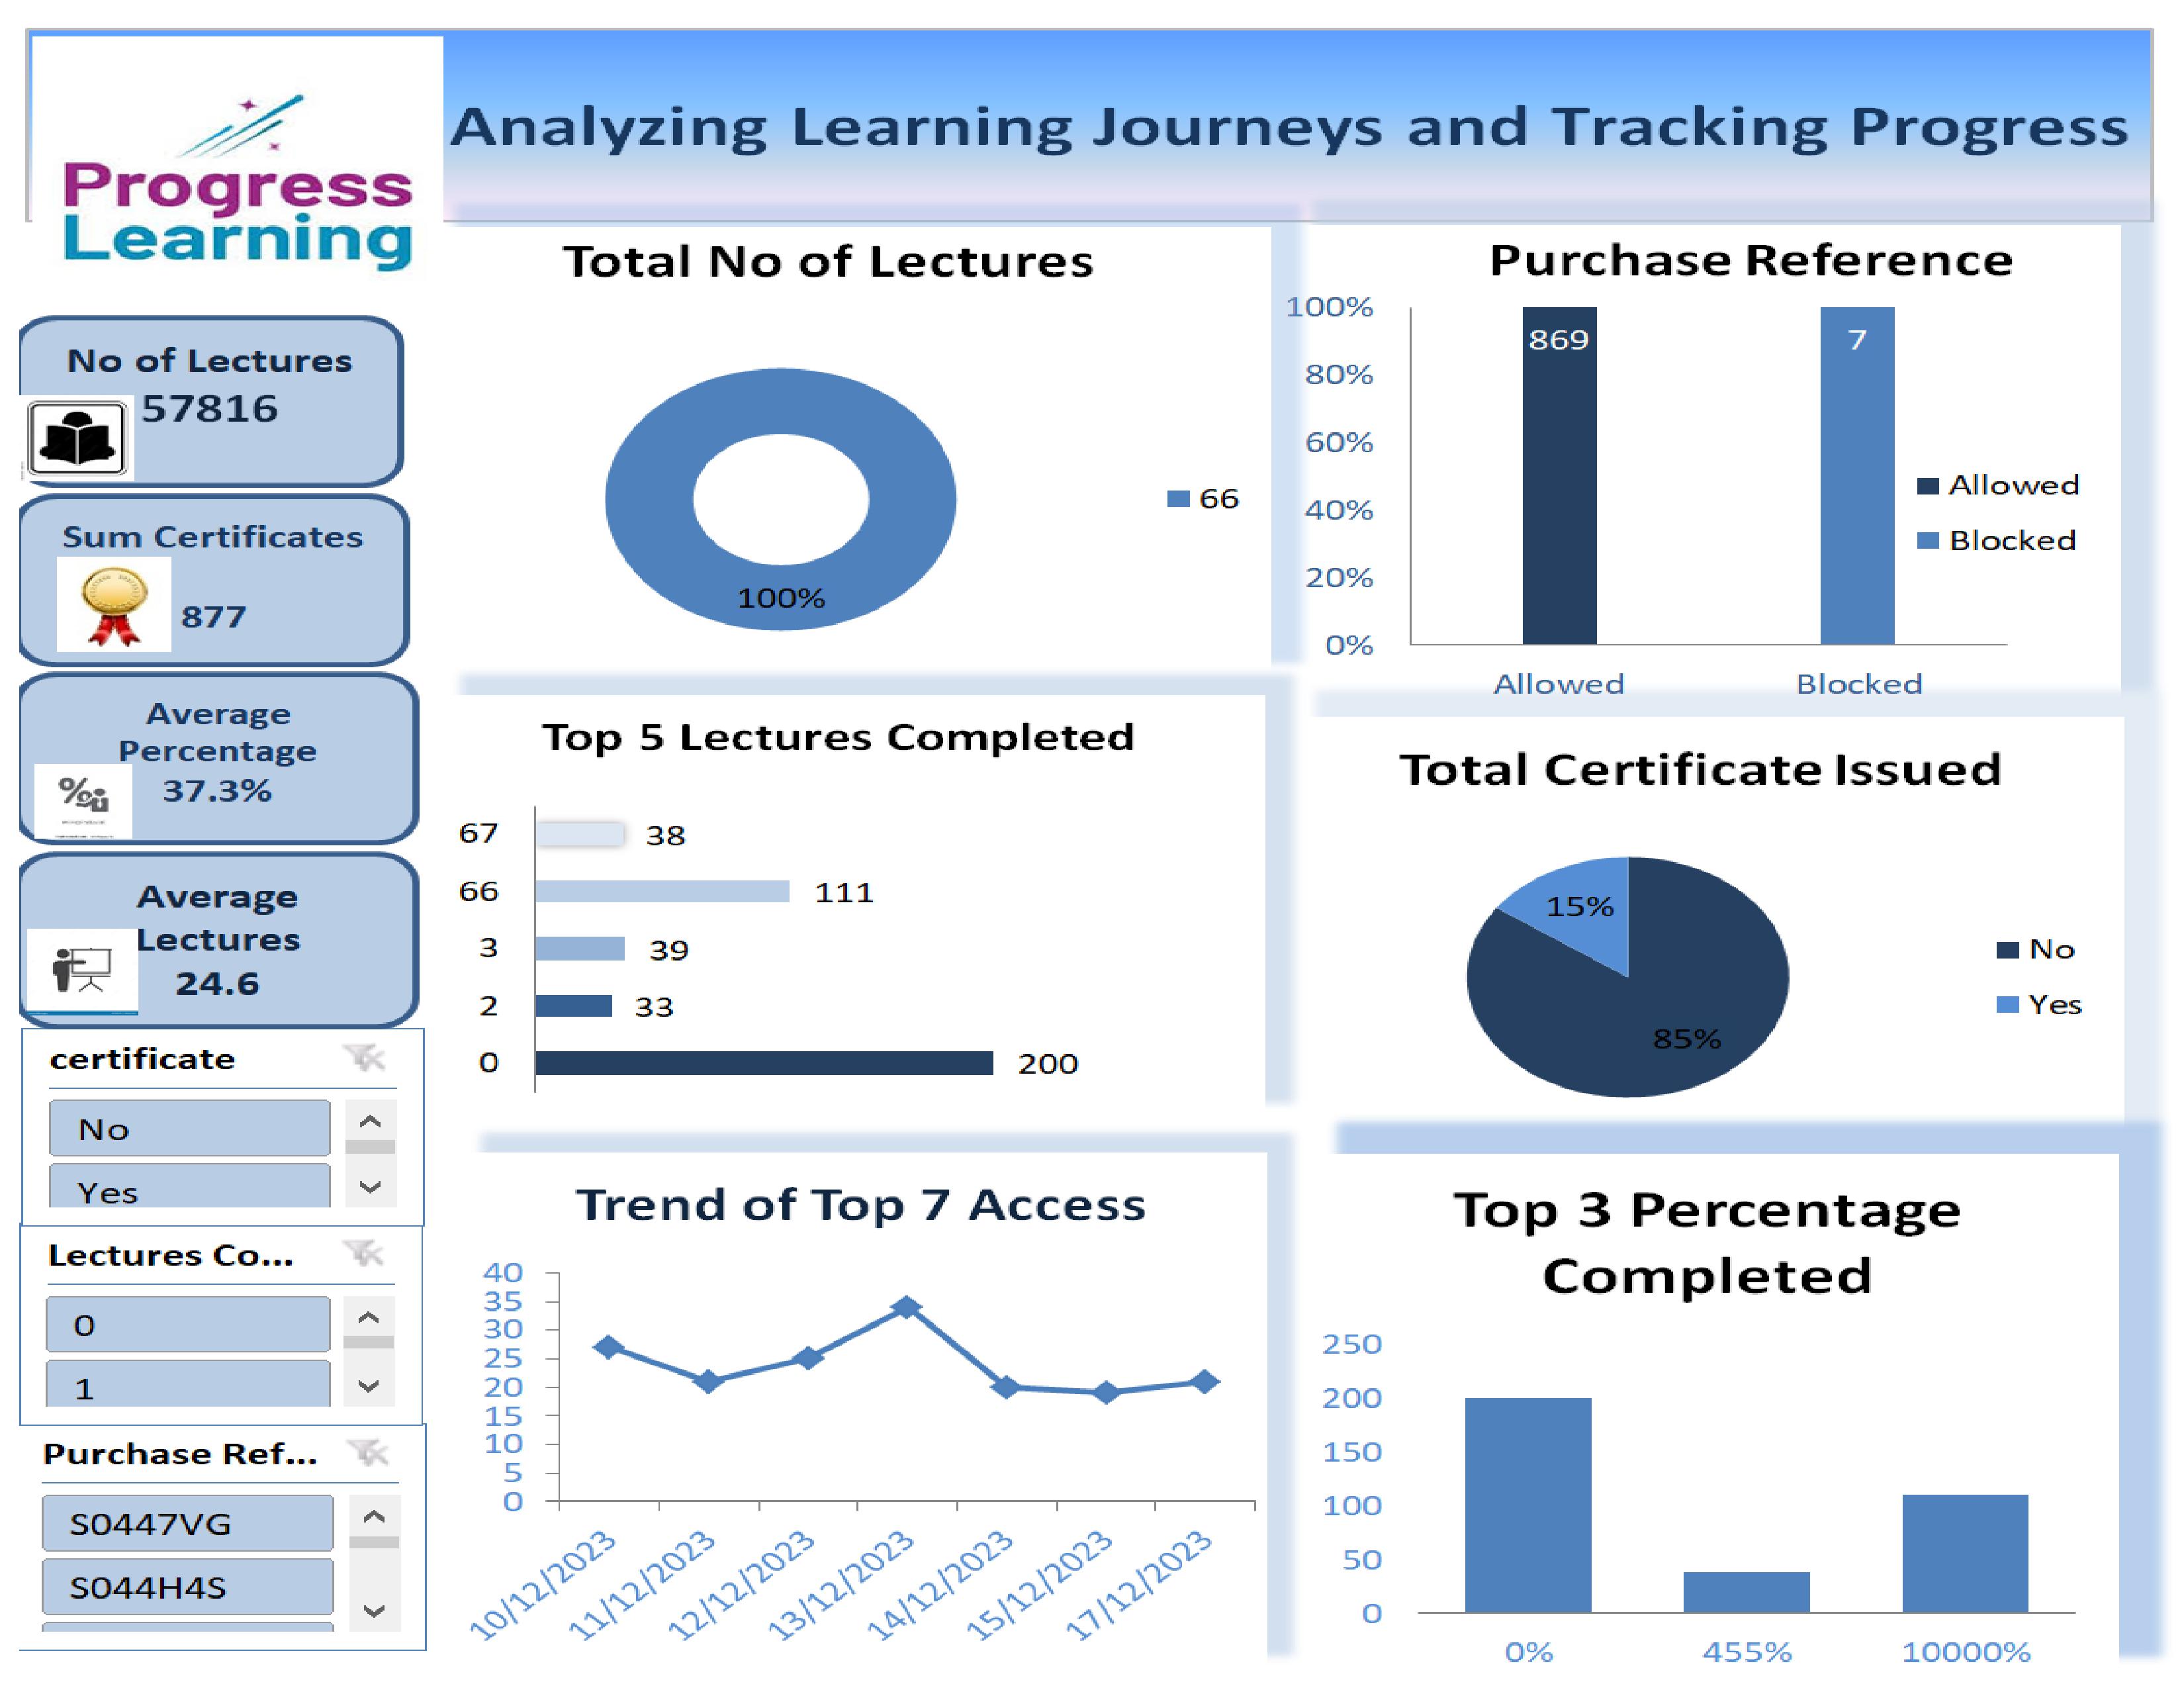 Progress
Learning
Analyzing Learning Journeys and Tracking Progress
No of Lectures
57816
Sum Certificates
877
Average
Percentage
37.3%
Average
Lectures
24.6
certificate
No
Yes
Lectures Co...
0
1
Purchase Ref...
S0447VG
S044H4S
Total No of Lectures
100%
66
Purchase Reference
100%
80%
60%
40%
20%
0%
869
7
Allowed
Blocked
Allowed
Blocked
Top 5 Lectures Completed
67
38
66
111
3
39
2
33
0
200
Total Certificate Issued
15%
85%
No
Yes
Trend of Top 7 Access
40
35
30
25
20
15
10
5
0
10/12/2023
11/12/2023
12/12/2023
13/12/2023
14/12/2023
15/12/2023
17/12/2023
Top 3 Percentage
Completed
250
200
150
100
50
0
0%
455%
10000%